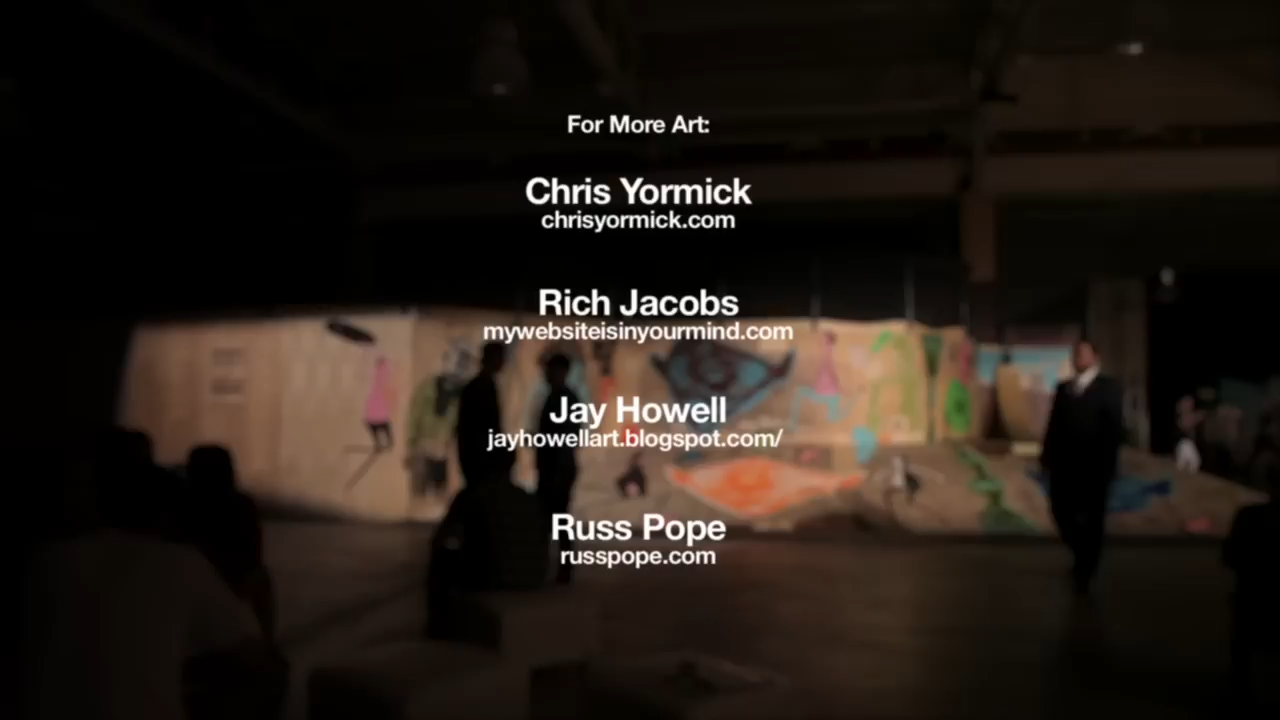 For More Art:
Chris Yormick
chrisyormick.com
Rich Jacobs
mywebsiteisinyourmind.com
Jay Howell
jayhowellart.blogspot.com/
Russ Pope
russpope.com